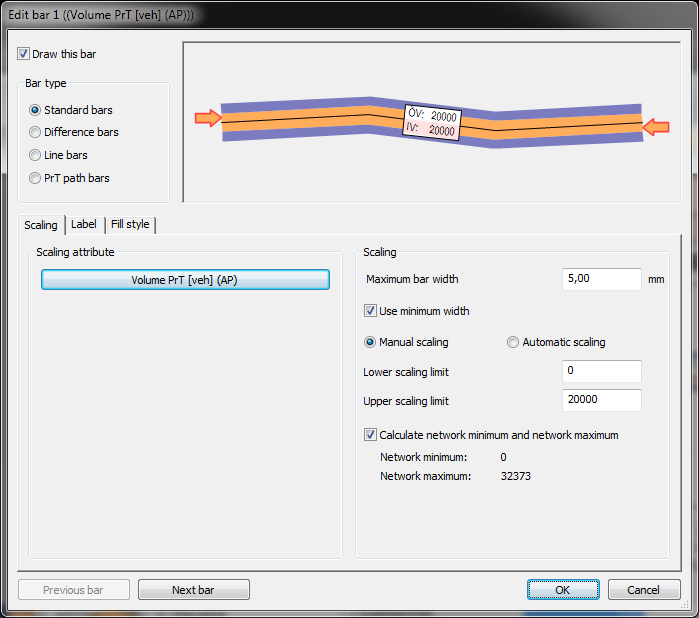 Edit bar 1 ((Volume PrT [veh] (AP)))
Draw this bar
Bar type
Standard bars
Difference bars
Line bars
PrT path bars
ÖV: 20000
IV: 20000
Scaling Label Fill style
Scaling attribute
Volume PrT [veh] (AP)
Scaling
Maximum bar width 5,00 mm
Use minimum width
Manual scaling Automatic scaling
Lower scaling limit 0
Upper scaling limit 20000
Calculate network minimum and network maximum
Network minimum: 0
Network maximum: 32373
Previous bar Next bar OK Cancel